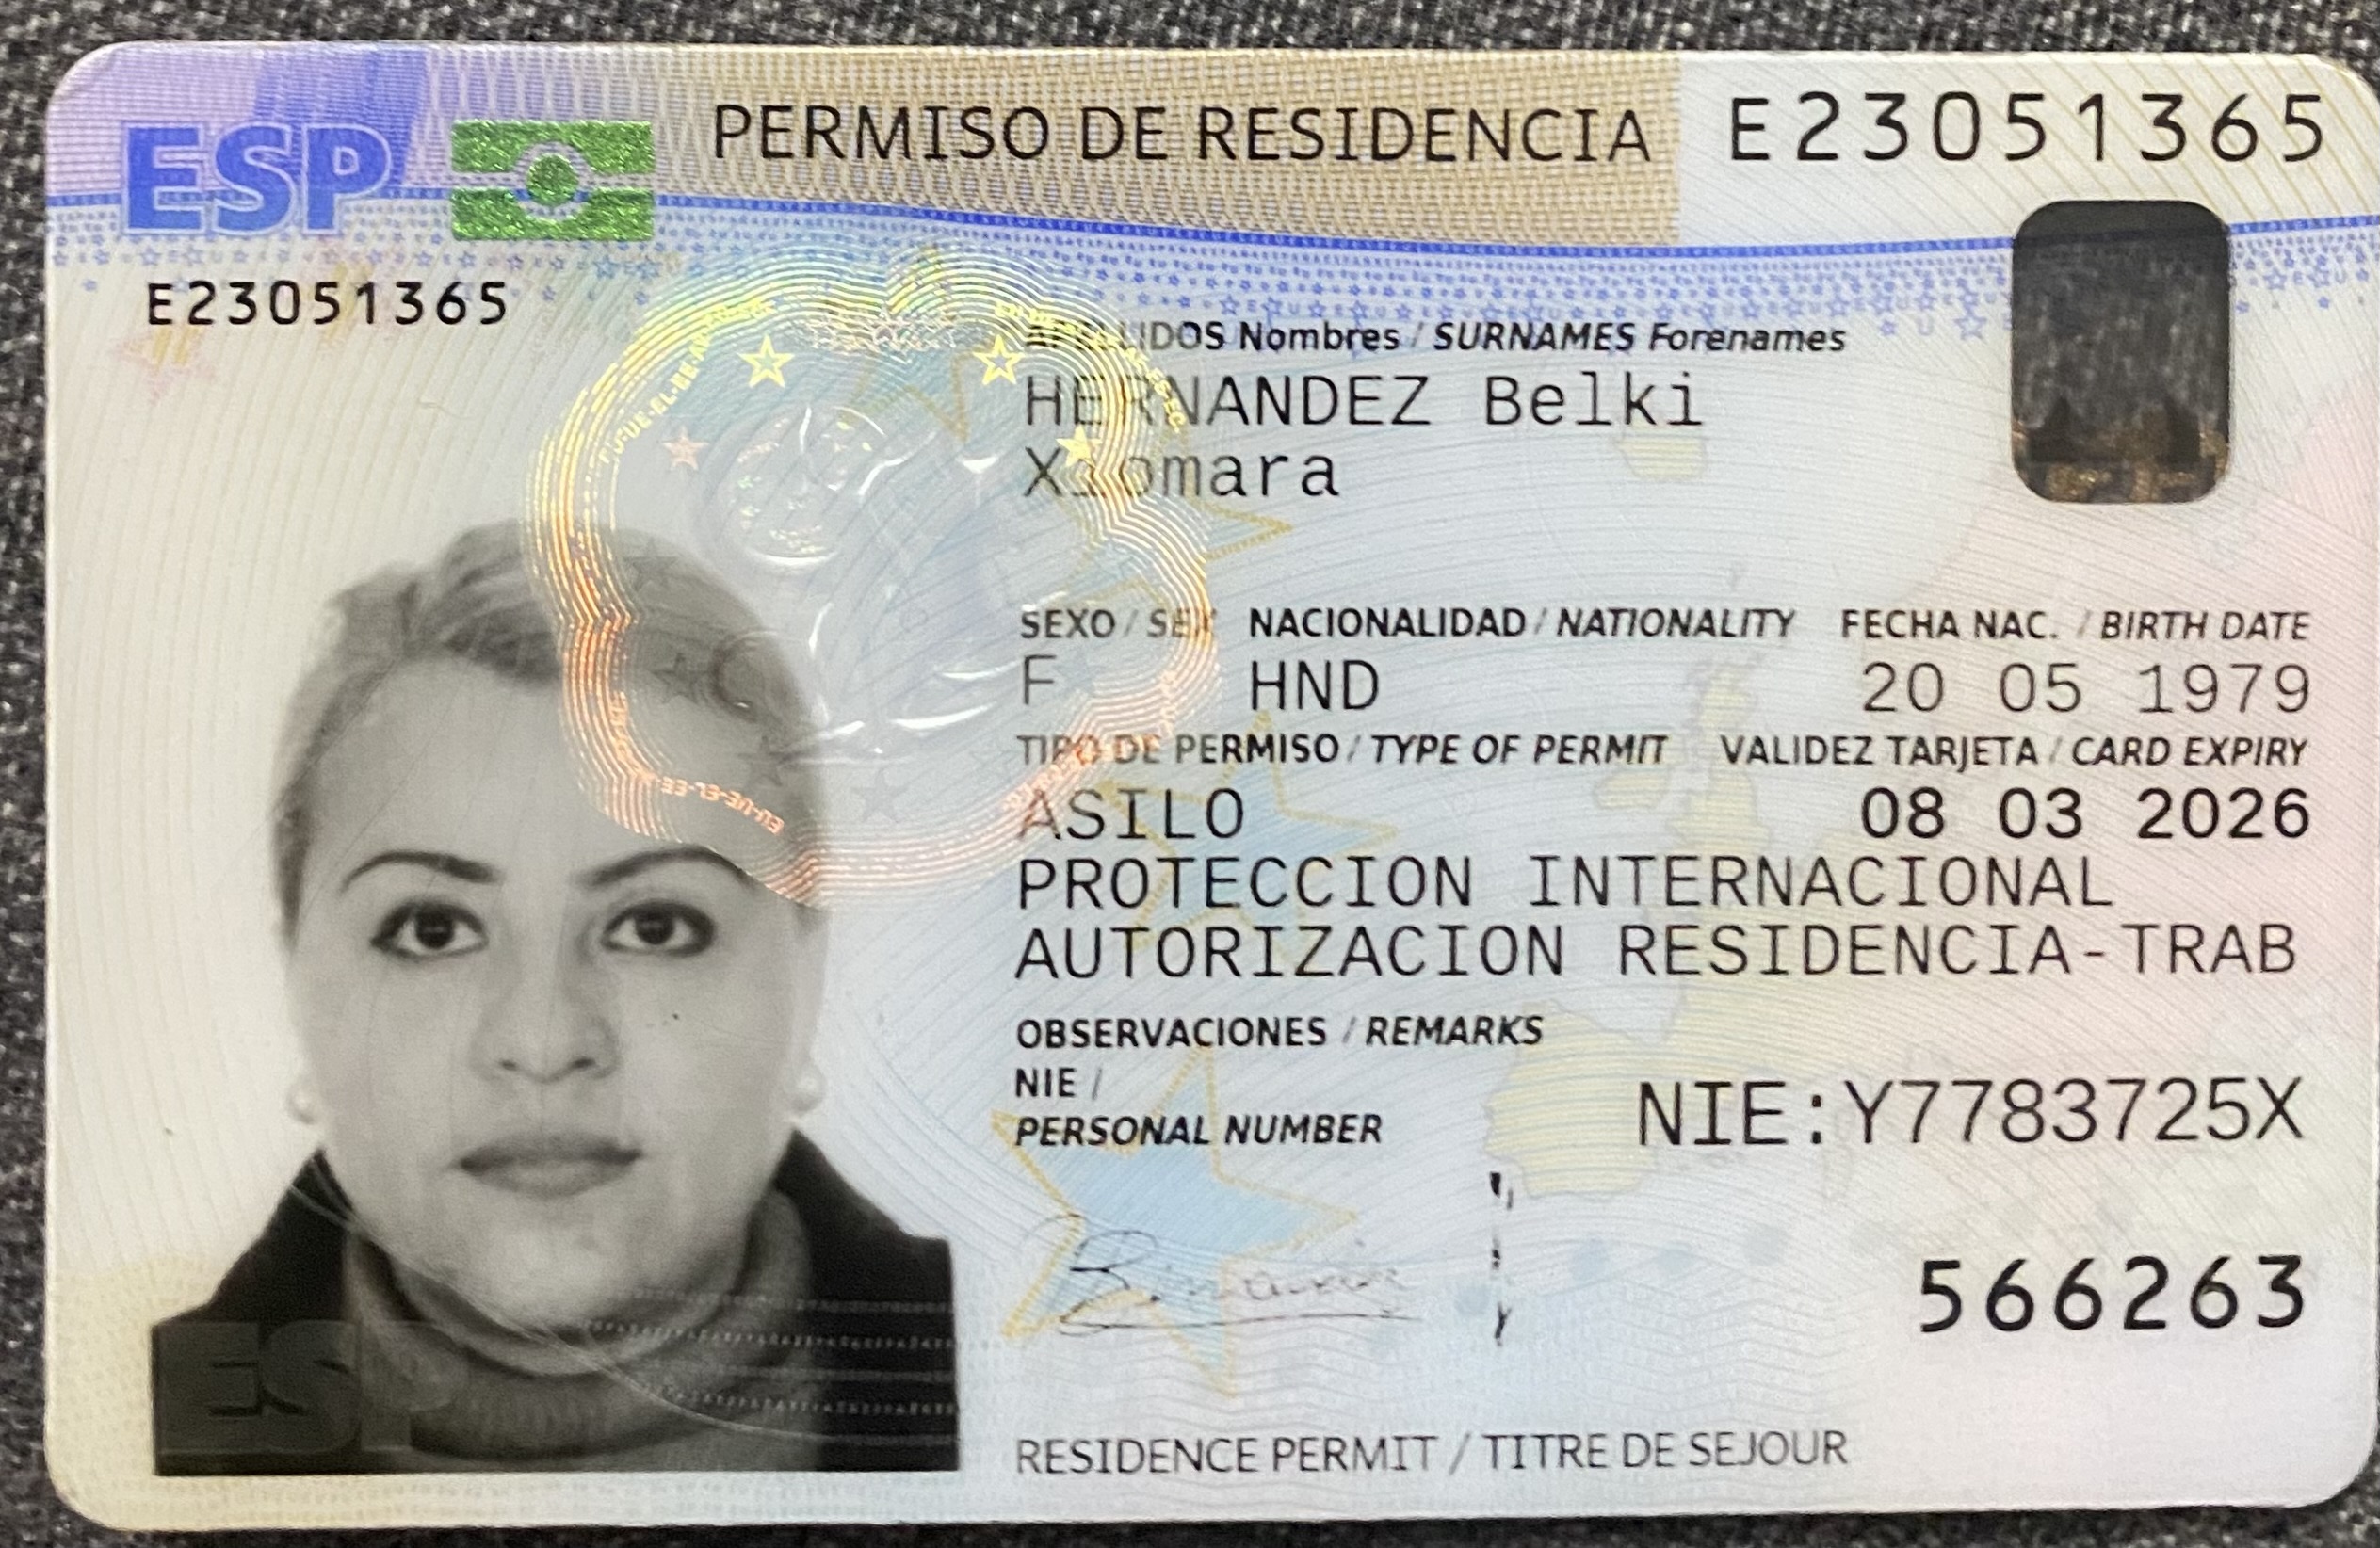 ESP
PERMISO DE RESIDENCIA
E23051365
E23051365
APELLIDOS Nombres / SURNAMES Forenames
HERNANDEZ Belki
Xiomara
SEXO / SEX NACIONALIDAD / NATIONALITY FECHA NAC. / BIRTH DATE
F HND 20 05 1979
TIPO DE PERMISO / TYPE OF PERMIT VALIDEZ TARJETA / CARD EXPIRY
ASILO 08 03 2026
PROTECCION INTERNACIONAL
AUTORIZACION RESIDENCIA-TRAB
OBSERVACIONES / REMARKS
NIE /
PERSONAL NUMBER
NIE:Y7783725X
566263
ESP
RESIDENCE PERMIT / TITRE DE SEJOUR